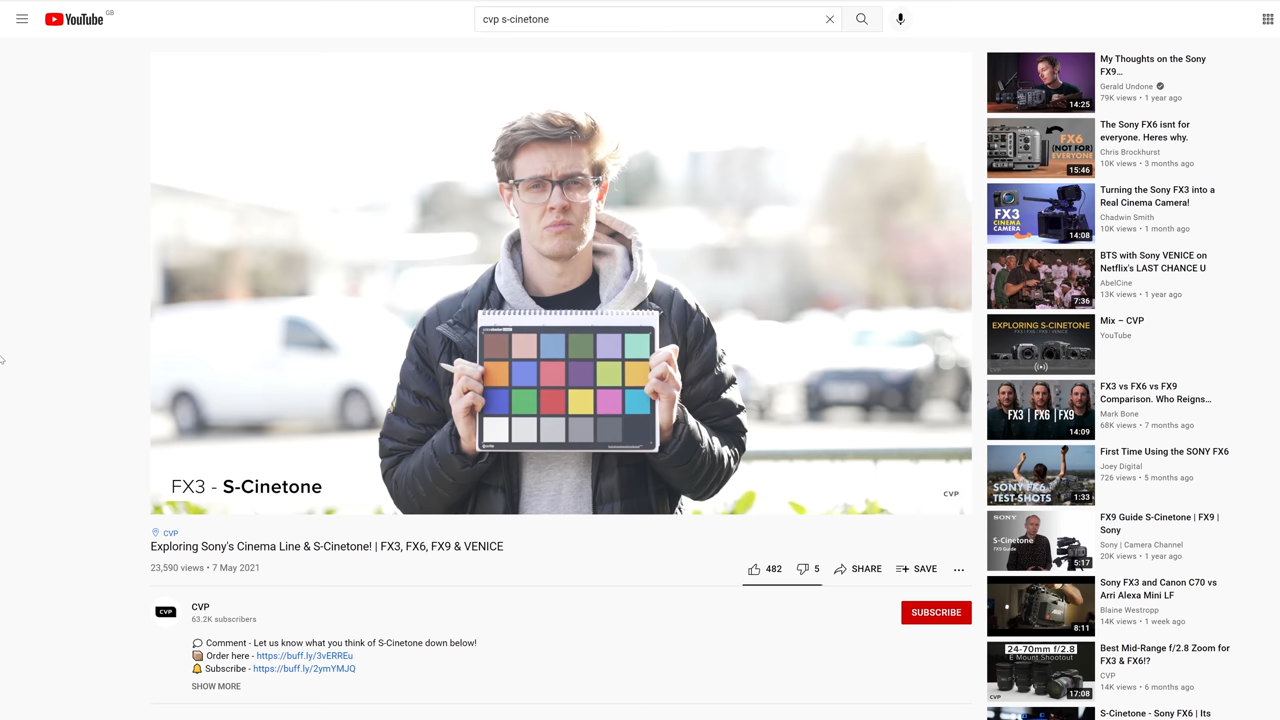 YouTube GB
cvp s-cinetone
FX3 - S-Cinetone
CVP
CVP
Exploring Sony's Cinema Line & S-Cinetone! | FX3, FX6, FX9 & VENICE
23,590 views • 7 May 2021
482
5
SHARE
SAVE
CVP
CVP
63.2K subscribers
SUBSCRIBE
Comment - Let us know what you think of S-Cinetone down below!
Order here - https://buff.ly/3vERREu
Subscribe - https://buff.ly/2ymYMJQ
SHOW MORE
14:25
My Thoughts on the Sony
FX9...
Gerald Undone
79K views • 1 year ago
FX6
(NOT FOR)
EVERYONE
15:46
The Sony FX6 isnt for
everyone. Heres why.
Chris Brockhurst
10K views • 3 months ago
FX3
CINEMA
CAMERA
14:08
Turning the Sony FX3 into a
Real Cinema Camera!
Chadwin Smith
10K views • 1 month ago
7:36
BTS with Sony VENICE on
Netflix's LAST CHANCE U
AbelCine
13K views • 1 year ago
EXPLORING S-CINETONE
CVP
Mix – CVP
YouTube
FX3 | FX6 | FX9
14:09
FX3 vs FX6 vs FX9
Comparison. Who Reigns...
Mark Bone
68K views • 7 months ago
SONY FX6
TEST SHOTS
1:33
First Time Using the SONY FX6
Joey Digital
726 views • 5 months ago
SONY
S-Cinetone
FX9 Guide
5:17
FX9 Guide S-Cinetone | FX9 |
Sony
Sony | Camera Channel
20K views • 1 year ago
8:11
Sony FX3 and Canon C70 vs
Arri Alexa Mini LF
Blaine Westropp
14K views • 1 week ago
24-70mm f/2.8
E Mount Shootout
CVP
17:08
Best Mid-Range f/2.8 Zoom for
FX3 & FX6!?
CVP
14K views • 6 months ago
S-Cinetone - Sony FX6 | Its